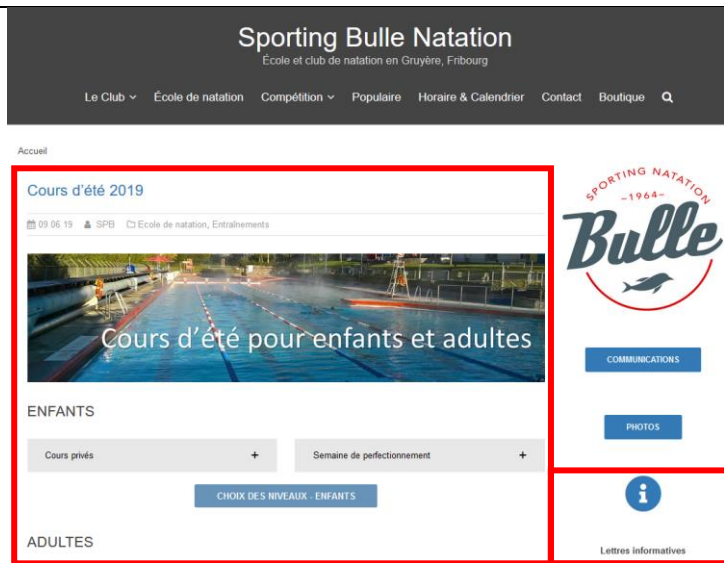 Sporting Bulle Natation
École et club de natation en Gruyère, Fribourg
Le Club École de natation Compétition Populaire Horaire & Calendrier Contact Boutique
Accueil
Cours d'été 2019
09.06.19 SPB Ecole de natation, Entraînements
Cours d'été pour enfants et adultes
ENFANTS
Cours privés +
Semaine de perfectionnement +
CHOIX DES NIVEAUX - ENFANTS
ADULTES
SPORTING NATATION
-1964-
Bulle
COMMUNICATIONS
PHOTOS
i
Lettres informatives